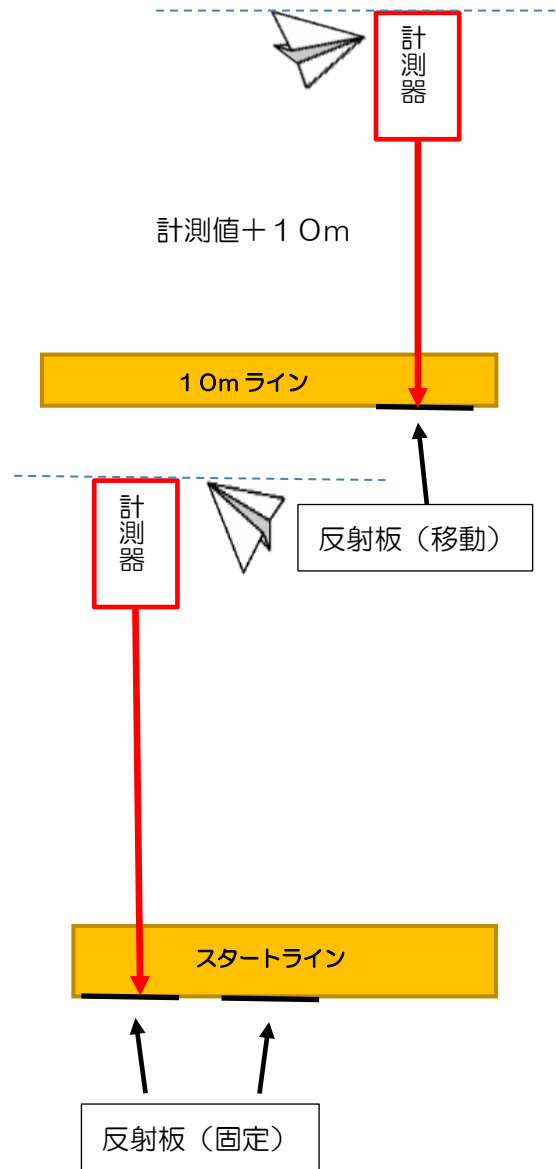 計測器
計測値＋１０ｍ
１０ｍライン
反射板（移動）
計測器
スタートライン
反射板（固定）